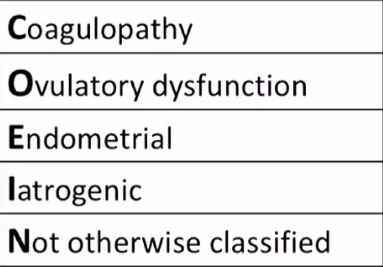 Coagulopathy
Ovulatory dysfunction
Endometrial
Iatrogenic
Not otherwise classified